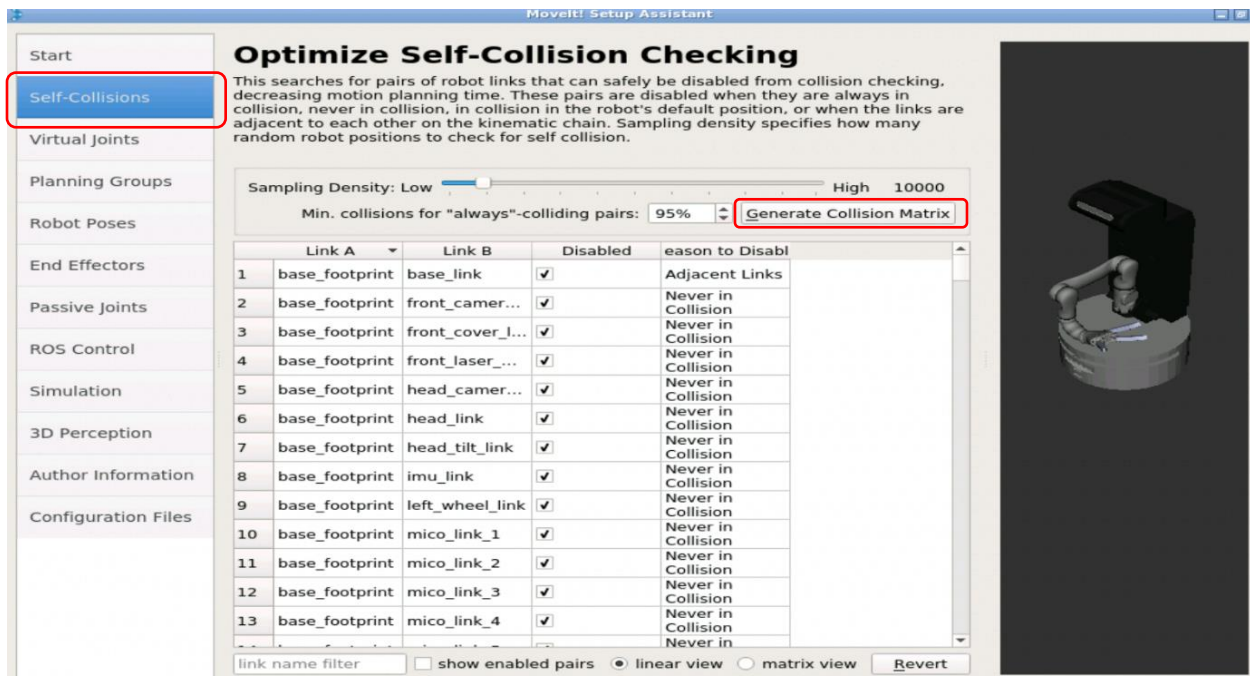 MoveIt! Setup Assistant
Start
Self-Collisions
Virtual Joints
Planning Groups
Robot Poses
End Effectors
Passive Joints
ROS Control
Simulation
3D Perception
Author Information
Configuration Files
Optimize Self-Collision Checking
This searches for pairs of robot links that can safely be disabled from collision checking,
decreasing motion planning time. These pairs are disabled when they are always in
collision, never in collision, in collision in the robot's default position, or when the links are
adjacent to each other on the kinematic chain. Sampling density specifies how many
random robot positions to check for self collision.
Sampling Density: Low High 10000
Min. collisions for "always"-colliding pairs: 95% Generate Collision Matrix
Link A Link B Disabled eason to Disabl
1 base_footprint base_link Adjacent Links
2 base_footprint front_camer... Never in
Collision
3 base_footprint front_cover_l... Never in
Collision
4 base_footprint front_laser_... Never in
Collision
5 base_footprint head_camer... Never in
Collision
6 base_footprint head_link Never in
Collision
7 base_footprint head_tilt_link Never in
Collision
8 base_footprint imu_link Never in
Collision
9 base_footprint left_wheel_link Never in
Collision
10 base_footprint mico_link_1 Never in
Collision
11 base_footprint mico_link_2 Never in
Collision
12 base_footprint mico_link_3 Never in
Collision
13 base_footprint mico_link_4 Never in
Collision
Never in
link name filter show enabled pairs linear view matrix view Revert